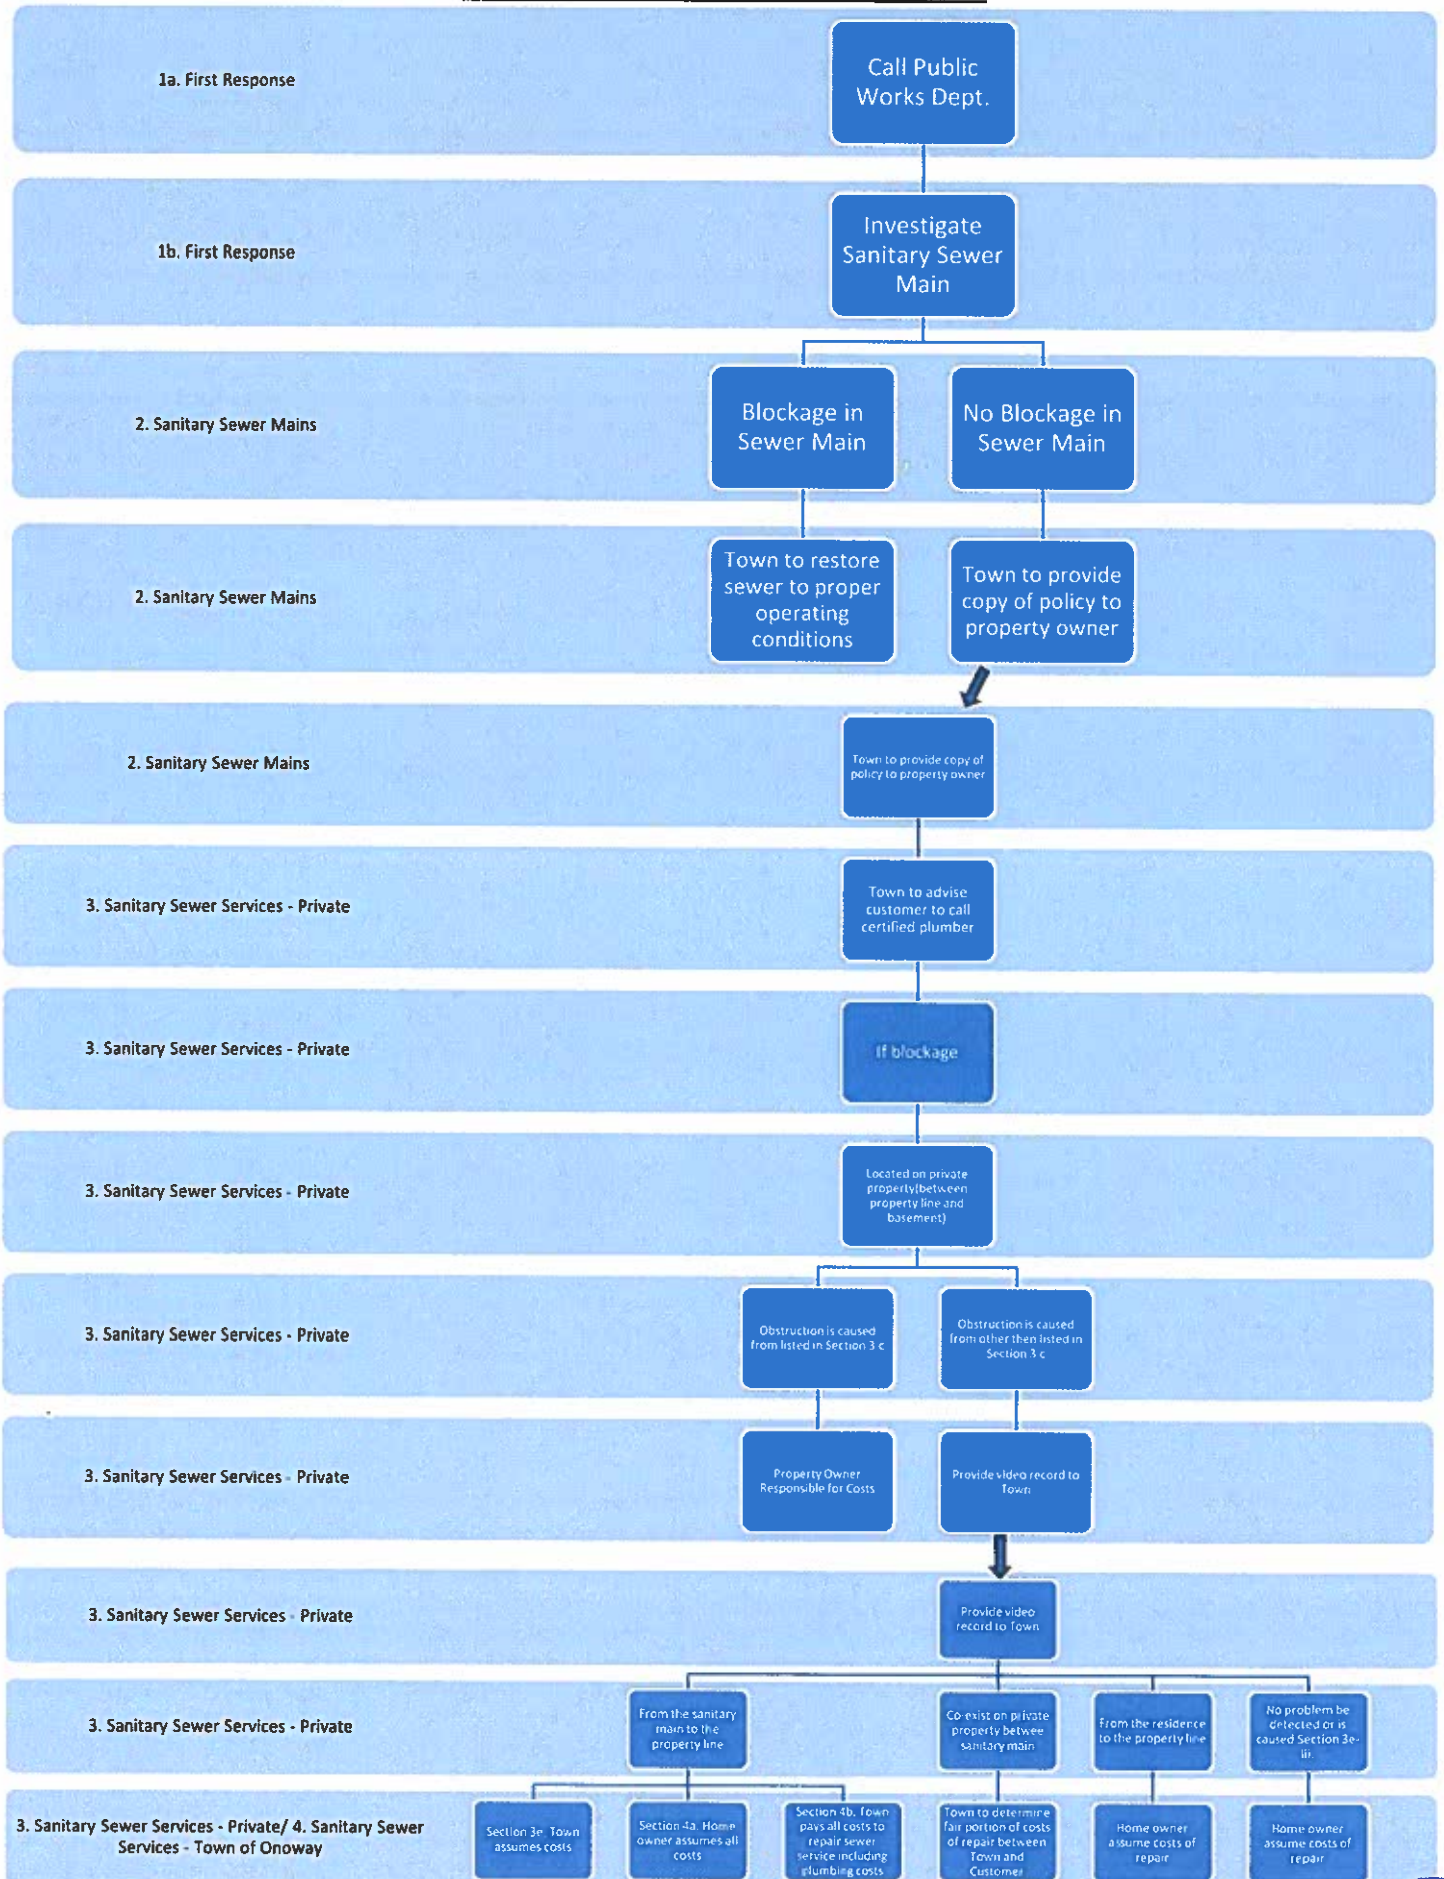 1a. First Response
Call Public
Works Dept.
1b. First Response
Investigate
Sanitary Sewer
Main
2. Sanitary Sewer Mains
Blockage in
Sewer Main
No Blockage in
Sewer Main
2. Sanitary Sewer Mains
Town to restore
sewer to proper
operating
conditions
Town to provide
copy of policy to
property owner
2. Sanitary Sewer Mains
Town to provide copy of
policy to property owner
3. Sanitary Sewer Services - Private
Town to advise
customer to call
certified plumber
3. Sanitary Sewer Services - Private
If blockage
3. Sanitary Sewer Services - Private
Located on private
property(between
property line and
basement)
3. Sanitary Sewer Services - Private
Obstruction is caused
from listed in Section 3 c
Obstruction is caused
from other then listed in
Section 3 c
3. Sanitary Sewer Services - Private
Property Owner
Responsible for Costs
Provide video record to
Town
3. Sanitary Sewer Services - Private
Provide video
record to Town
3. Sanitary Sewer Services - Private
From the sanitary
main to the
property line
Co-exist on private
property betwee
sanitary main
From the residence
to the property line
No problem be
detected or is
caused Section 3e-
iii.
3. Sanitary Sewer Services - Private/ 4. Sanitary Sewer
Services - Town of Onoway
Section 3e. Town
assumes costs
Section 4a. Home
owner assumes all
costs
Section 4b. Town
pays all costs to
repair sewer
service including
plumbing costs
Town to determine
fair portion of costs
of repair between
Town and
Customer
Home owner
assume costs of
repair
Home owner
assume costs of
repair